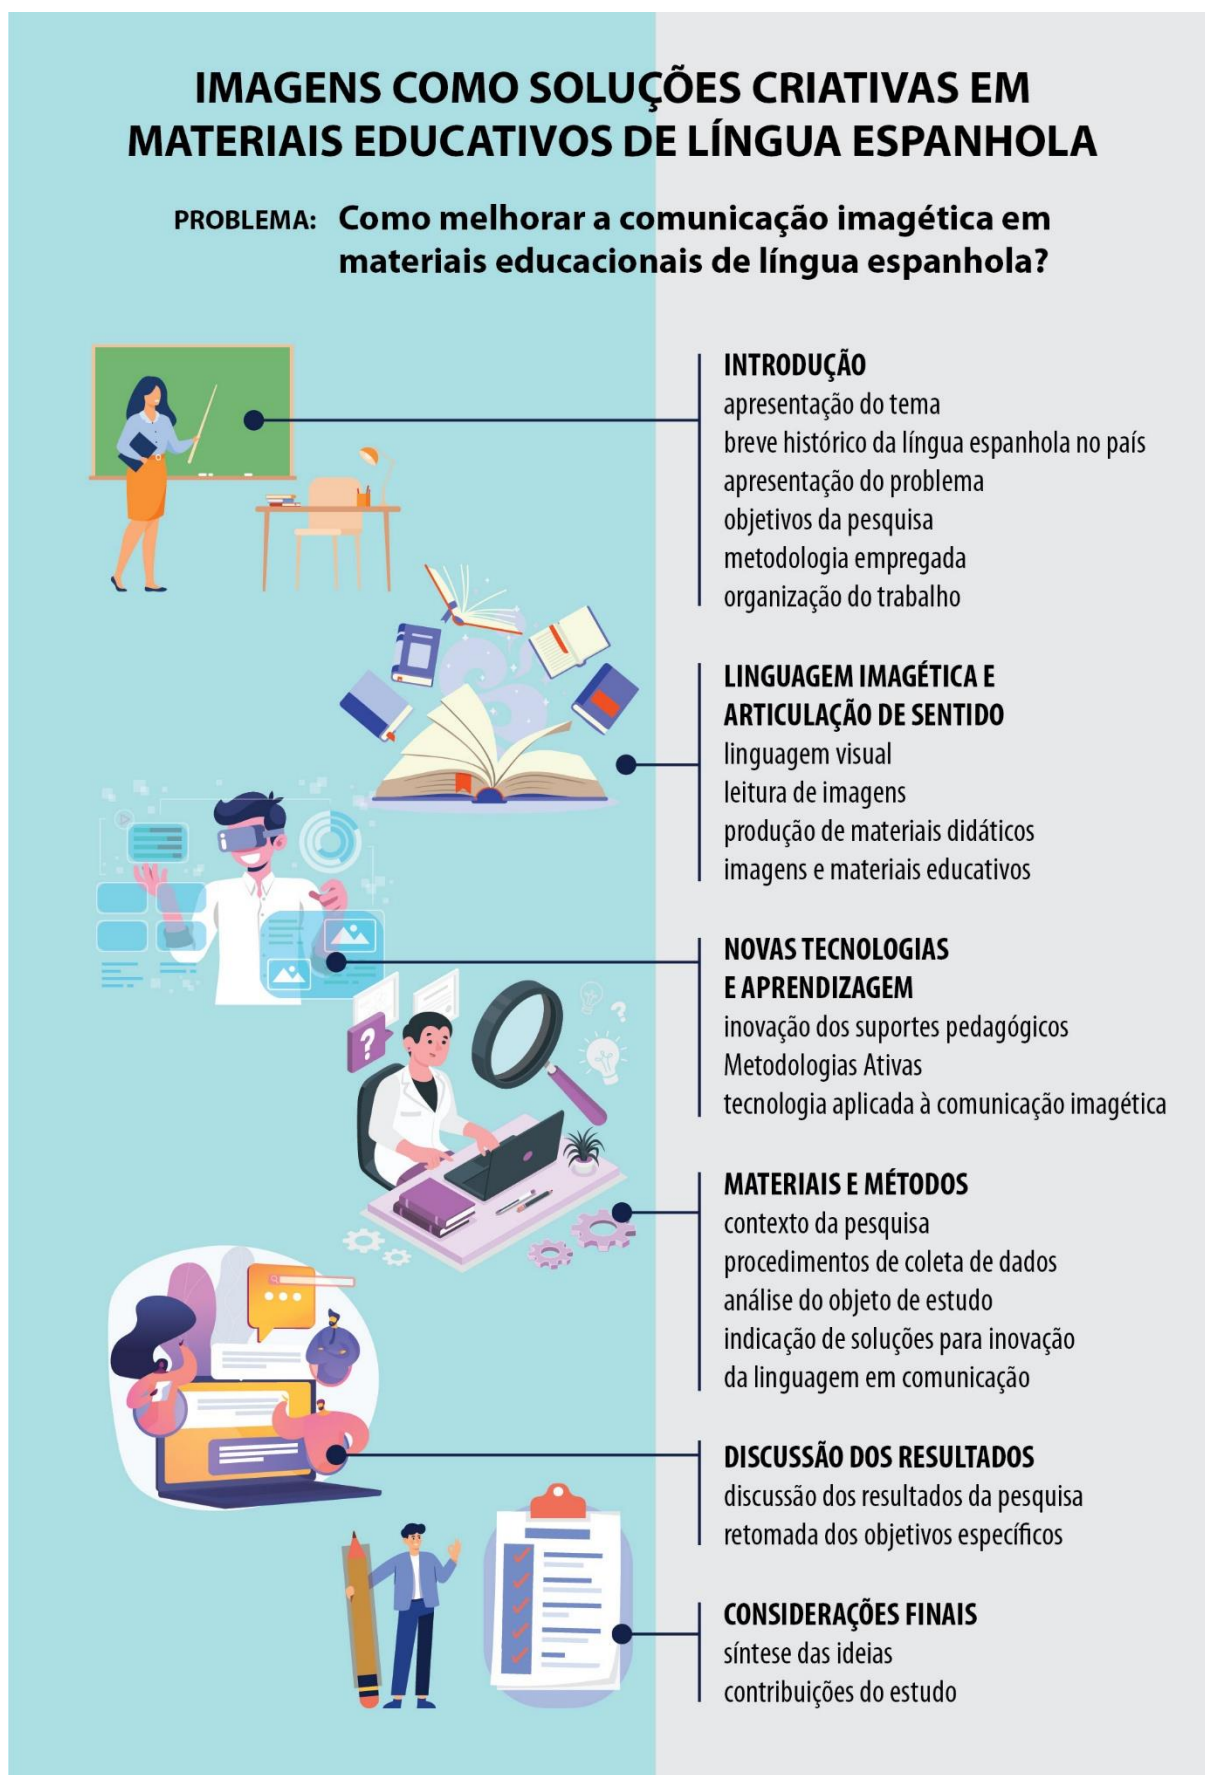 IMAGENS COMO SOLUÇÕES CRIATIVAS EM
MATERIAIS EDUCATIVOS DE LÍNGUA ESPANHOLA
PROBLEMA: Como melhorar a comunicação imagética em
materiais educacionais de língua espanhola?
INTRODUÇÃO
apresentação do tema
breve histórico da língua espanhola no país
apresentação do problema
objetivos da pesquisa
metodologia empregada
organização do trabalho
LINGUAGEM IMAGÉTICA E
ARTICULAÇÃO DE SENTIDO
linguagem visual
leitura de imagens
produção de materiais didáticos
imagens e materiais educativos
NOVAS TECNOLOGIAS
E APRENDIZAGEM
inovação dos suportes pedagógicos
Metodologias Ativas
tecnologia aplicada à comunicação imagética
MATERIAIS E MÉTODOS
contexto da pesquisa
procedimentos de coleta de dados
análise do objeto de estudo
indicação de soluções para inovação
da linguagem em comunicação
DISCUSSÃO DOS RESULTADOS
discussão dos resultados da pesquisa
retomada dos objetivos específicos
CONSIDERAÇÕES FINAIS
síntese das ideias
contribuições do estudo